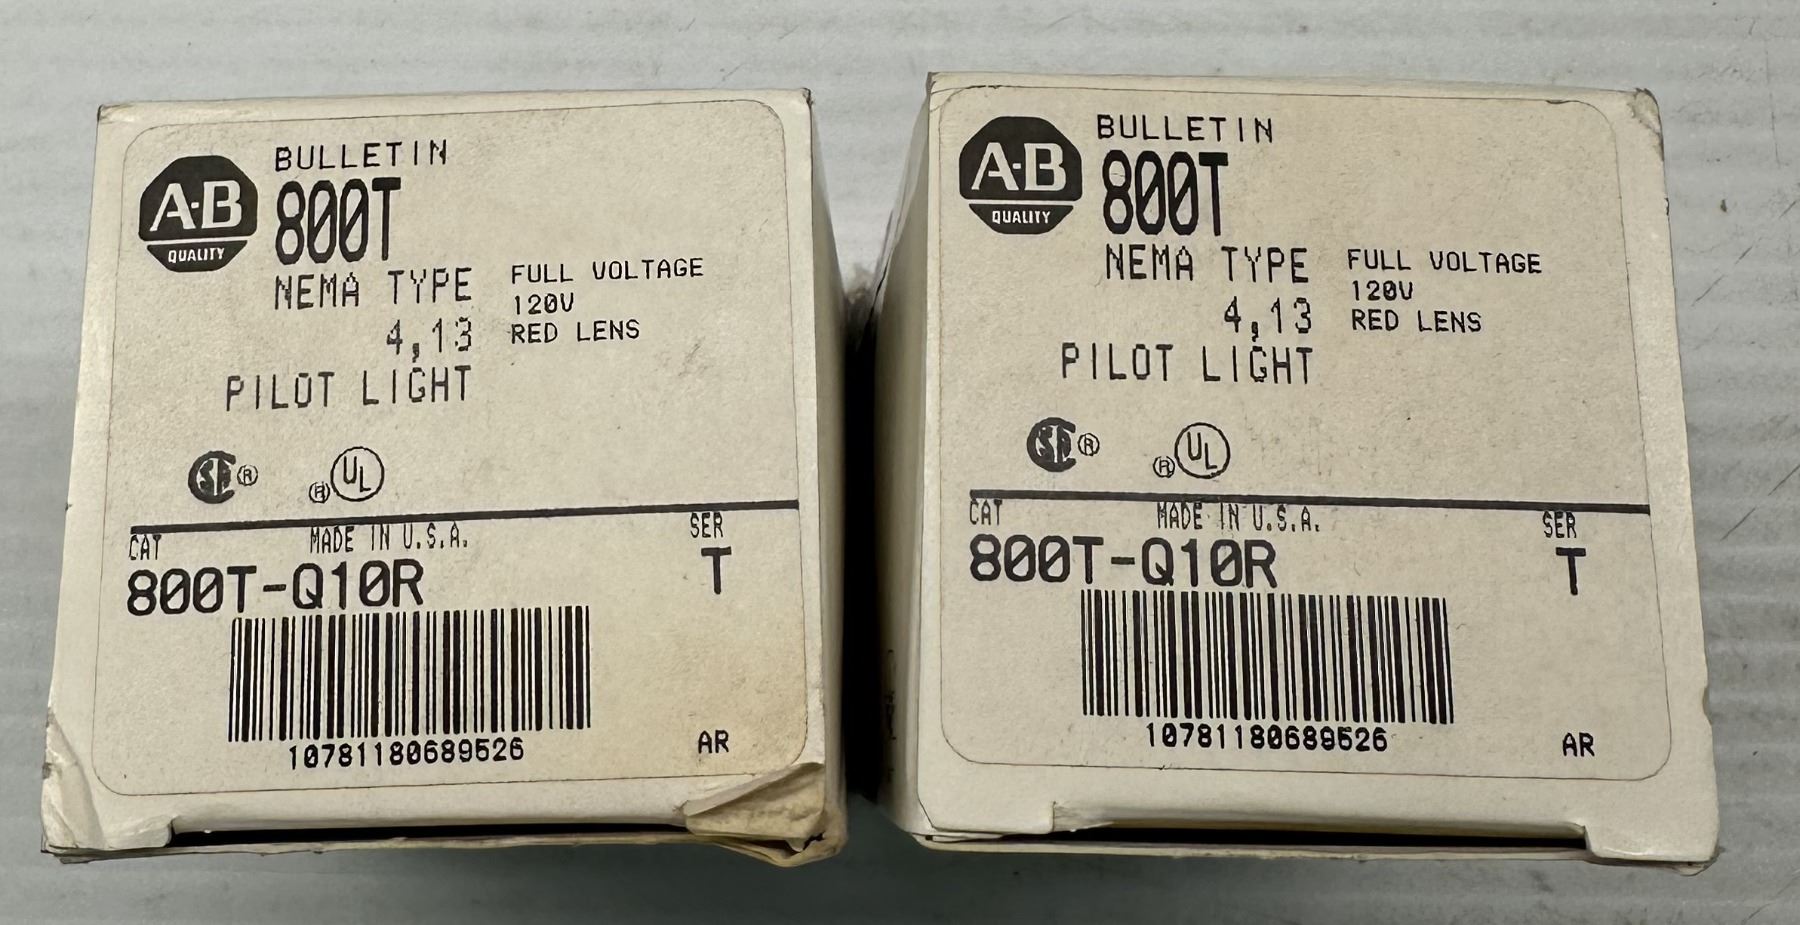 A-B
QUALITY
BULLETIN
800T
NEMA TYPE
4,13
PILOT LIGHT
FULL VOLTAGE
120V
RED LENS
®
® UL
CAT
MADE IN U.S.A.
SER
800T-Q10R
T
10781180689526
AR
A-B
QUALITY
BULLETIN
800T
NEMA TYPE
4,13
PILOT LIGHT
FULL VOLTAGE
120V
RED LENS
®
® UL
CAT
MADE IN U.S.A.
SER
800T-Q10R
T
10781180689526
AR